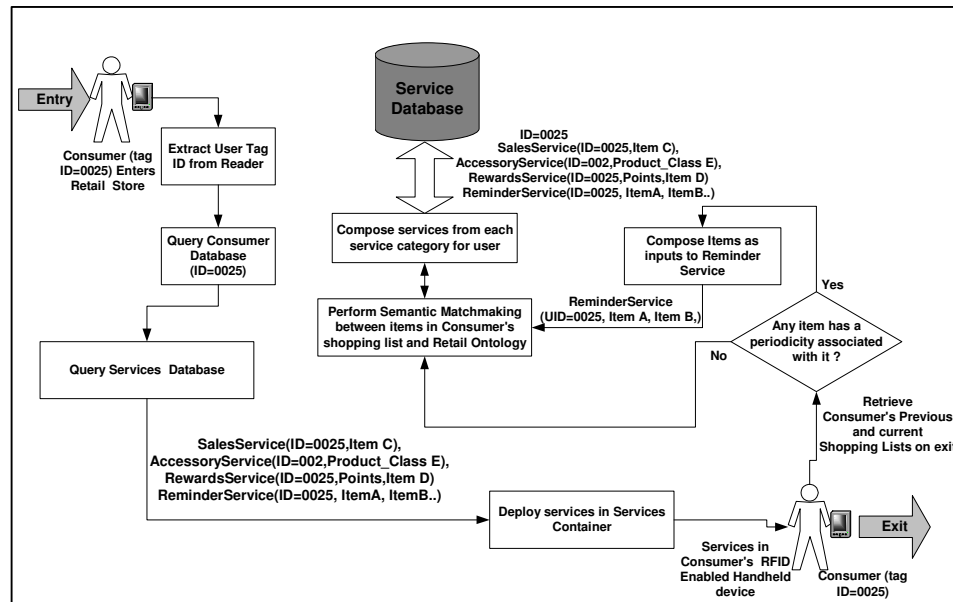 Entry
Consumer (tag
ID=0025) Enters
Retail Store
Extract User Tag
ID from Reader
Query Consumer
Database
(ID=0025)
Query Services Database
Service
Database
ID=0025
SalesService(ID=0025,Item C),
AccessoryService(ID=002,Product_Class E),
RewardsService(ID=0025,Points,Item D)
ReminderService(ID=0025, ItemA, ItemB..)
Compose services from each
service category for user
Compose Items as
inputs to Reminder
Service
Yes
ReminderService
(UID=0025, Item A, Item B,)
Perform Semantic Matchmaking
between items in Consumer's
shopping list and Retail Ontology
No
Any item has a
periodicity associated
with it ?
Retrieve
Consumer's Previous
and current
Shopping Lists on exit
SalesService(ID=0025,Item C),
AccessoryService(ID=002,Product_Class E),
RewardsService(ID=0025,Points,Item D)
ReminderService(ID=0025, ItemA, ItemB..)
Deploy services in Services
Container
Services in
Consumer's RFID
Enabled Handheld
device
Exit
Consumer (tag
ID=0025)